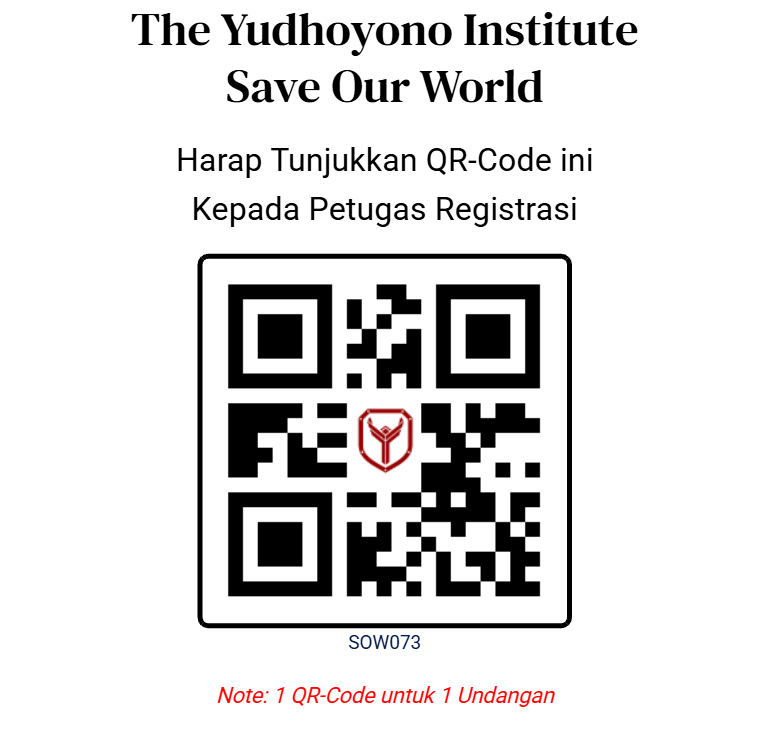 The Yudhoyono Institute
Save Our World
Harap Tunjukkan QR-Code ini
Kepada Petugas Registrasi
SOW073
Note: 1 QR-Code untuk 1 Undangan